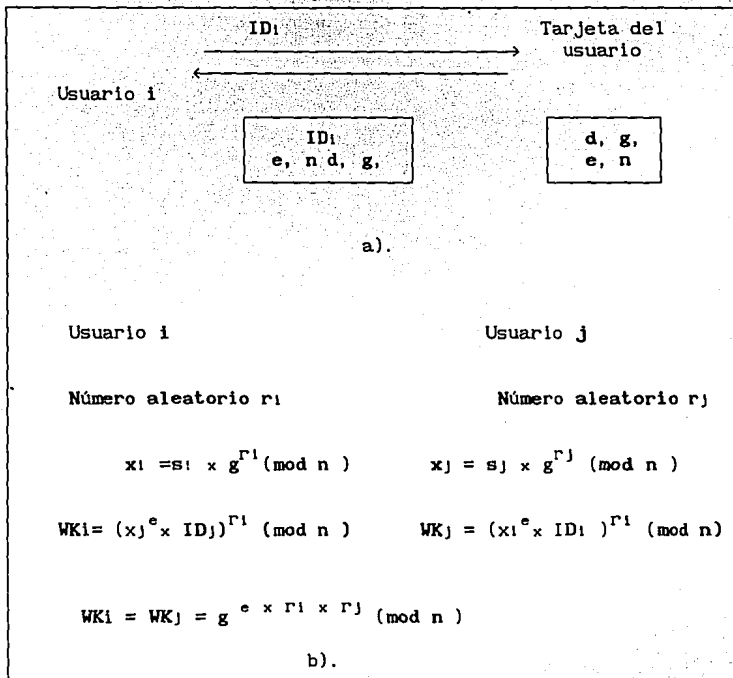 IDi Tarjeta del
usuario
Usuario i
IDi
e, n d, g,
d, g,
e, n
a).
Usuario i Usuario j
Número aleatorio ri Número aleatorio rj
xi =si x g^ri (mod n ) xj = sj x g^rj (mod n )
WKi= (xj^e x IDj)^ri (mod n ) WKj = (xi^e x IDi )^ri (mod n)
WKi = WKj = g^e x ri x rj (mod n )
b).